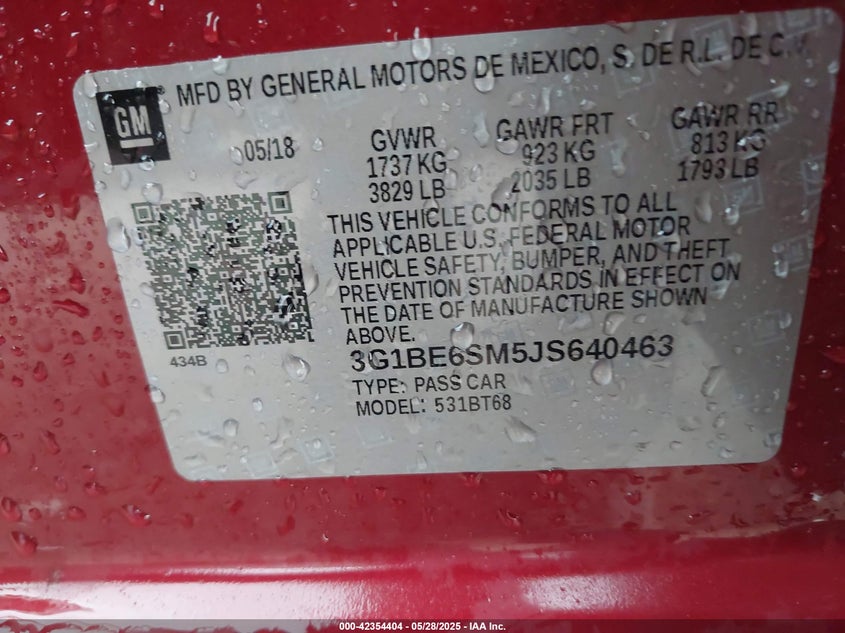 GM
MFD BY GENERAL MOTORS DE MEXICO, S. DE R.L. DE C.V.
05/18
GVWR GAWR FRT GAWR RR
1737 KG 923 KG 813 KG
3829 LB 2035 LB 1793 LB
THIS VEHICLE CONFORMS TO ALL
APPLICABLE U.S. FEDERAL MOTOR
VEHICLE SAFETY, BUMPER, AND THEFT
PREVENTION STANDARDS IN EFFECT ON
THE DATE OF MANUFACTURE SHOWN
ABOVE.
434B
3G1BE6SM5JS640463
TYPE: PASS CAR
MODEL: 531BT68
000-42354404 - 05/28/2025 - IAA Inc.